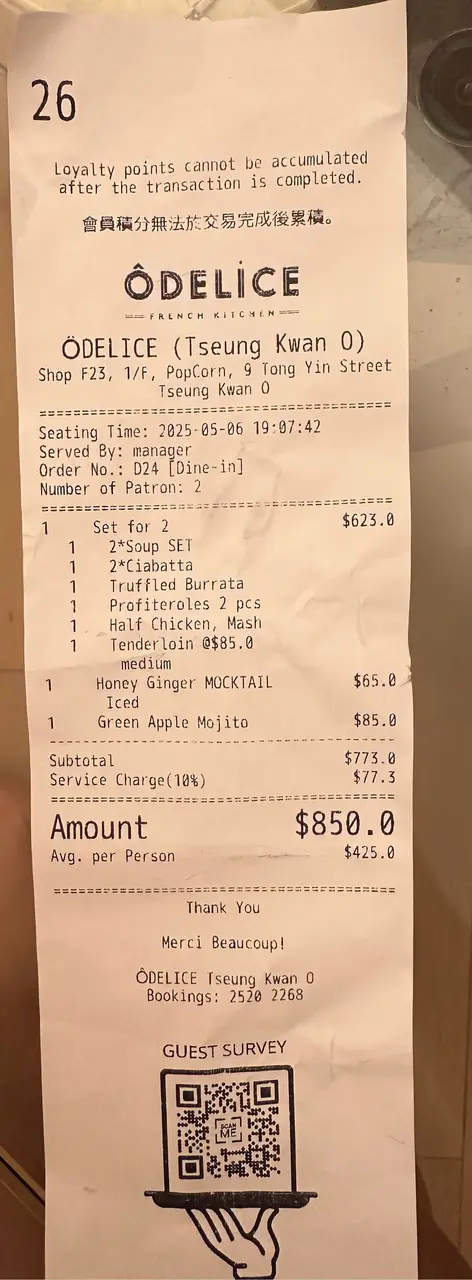 26
Loyalty points cannot be accumulated
after the transaction is completed.
會員積分無法於交易完成後累積。
ÔDELİCE
FRENCH KITCHEN
ÖDELICE (Tseung Kwan O)
Shop F23, 1/F, PopCorn, 9 Tong Yin Street
Tseung Kwan O
Seating Time: 2025-05-06 19:07:42
Served By: manager
Order No.: D24 [Dine-in]
Number of Patron: 2
1 Set for 2 $623.0
1 2*Soup SET
1 2*Ciabatta
1 Truffled Burrata
1 Profiteroles 2 pcs
1 Half Chicken, Mash
1 Tenderloin @$85.0
medium
1 Honey Ginger MOCKTAIL $65.0
Iced
1 Green Apple Mojito $85.0
Subtotal $773.0
Service Charge(10%) $77.3
Amount $850.0
Avg. per Person $425.0
Thank You
Merci Beaucoup!
ÔDELICE Tseung Kwan O
Bookings: 2520 2268
GUEST SURVEY
SCAN
ME